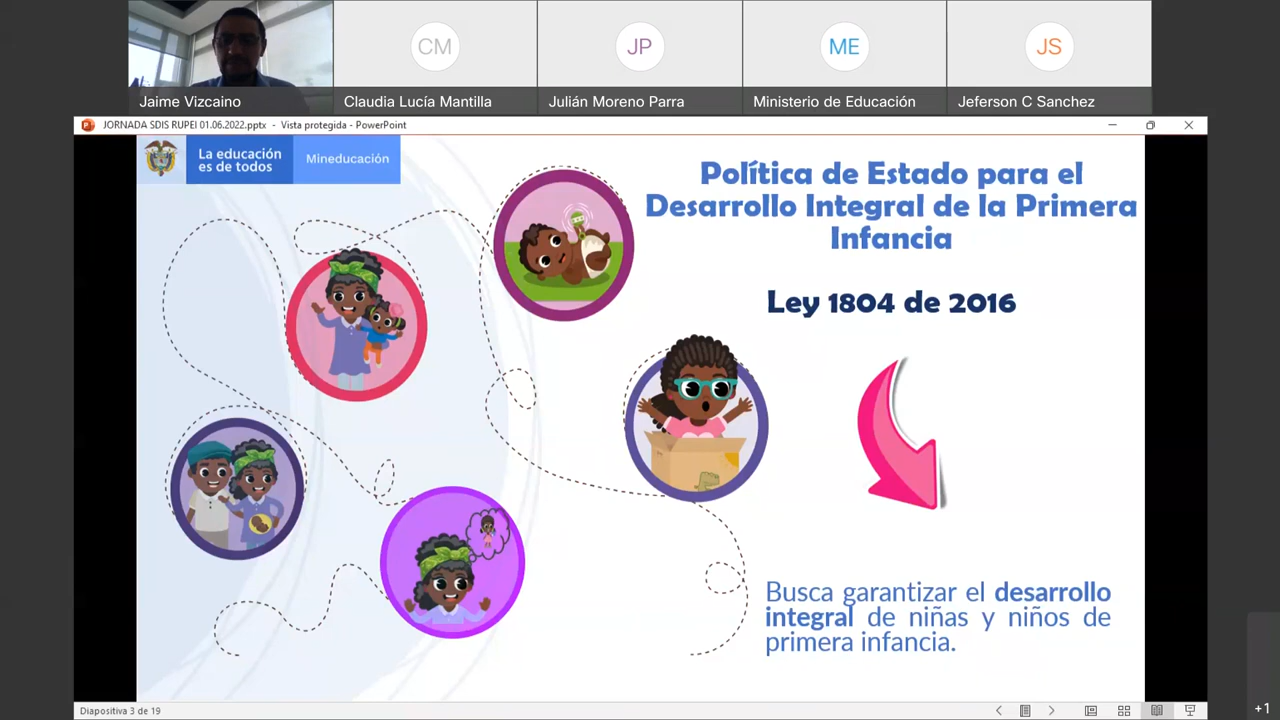 CM
JP
ME
JS
Jaime Vizcaino
Claudia Lucía Mantilla
Julián Moreno Parra
Ministerio de Educación
Jeferson C Sanchez
JORNADA SDIS RUPEI 01.06.2022.pptx - Vista protegida - PowerPoint
La educación
es de todos
Mineducación
Política de Estado para el
Desarrollo Integral de la Primera
Infancia
Ley 1804 de 2016
Busca garantizar el desarrollo
integral de niñas y niños de
primera infancia.
Diapositiva 3 de 19
+1